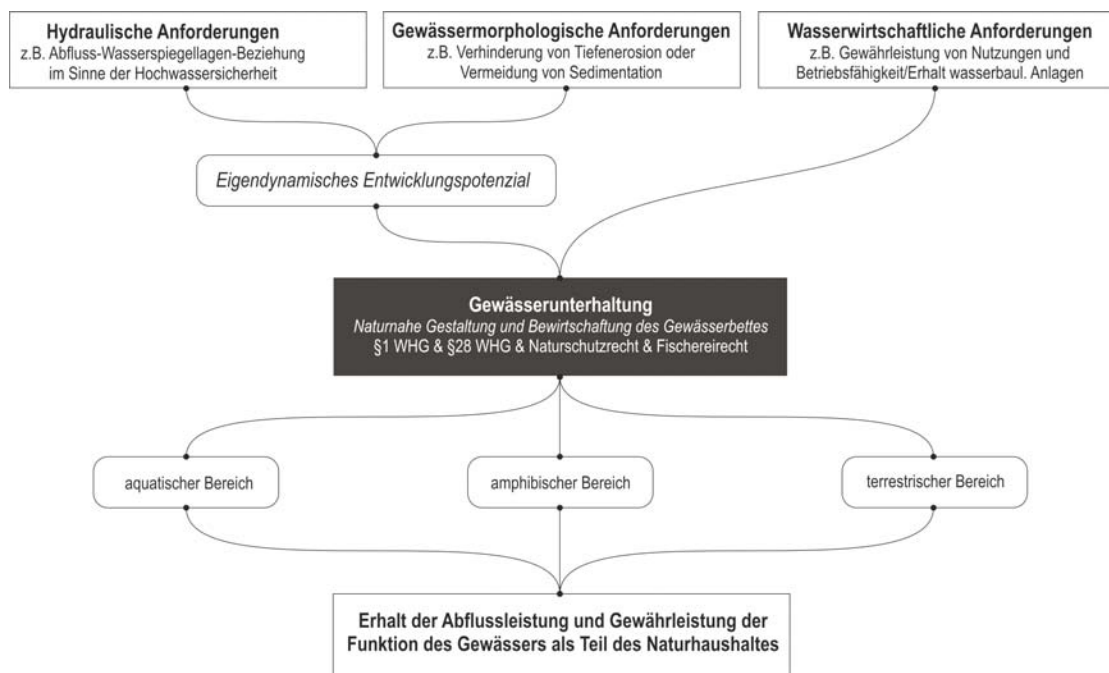 Hydraulische Anforderungen
z.B. Abfluss-Wasserspiegellagen-Beziehung
im Sinne der Hochwassersicherheit
Gewässermorphologische Anforderungen
z.B. Verhinderung von Tiefenerosion oder
Vermeidung von Sedimentation
Wasserwirtschaftliche Anforderungen
z.B. Gewährleistung von Nutzungen und
Betriebsfähigkeit/Erhalt wasserbaul. Anlagen
Eigendynamisches Entwicklungspotenzial
Gewässerunterhaltung
Naturnahe Gestaltung und Bewirtschaftung des Gewässerbettes
§1 WHG & §28 WHG & Naturschutzrecht & Fischereirecht
aquatischer Bereich
amphibischer Bereich
terrestrischer Bereich
Erhalt der Abflussleistung und Gewährleistung der
Funktion des Gewässers als Teil des Naturhaushaltes